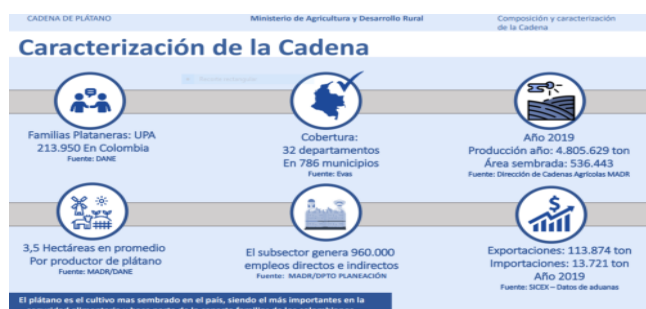 CADENA DE PLÁTANO
Ministerio de Agricultura y Desarrollo Rural
Composición y caracterización
de la Cadena
Caracterización de la Cadena
Familias Plataneras: UPA
213.950 En Colombia
Fuente: DANE
Cobertura:
32 departamentos
En 786 municipios
Fuente: Evas
Año 2019
Producción año: 4.805.629 ton
Área sembrada: 536.443
Fuente: Dirección de Cadenas Agrícolas MADR
3,5 Hectáreas en promedio
Por productor de plátano
Fuente: MADR/DANE
El subsector genera 960.000
empleos directos e indirectos
Fuente: MADR/DPTO PLANEACIÓN
Exportaciones: 113.874 ton
Importaciones: 13.721 ton
Año 2019
Fuente: SICEX – Datos de aduanas
El plátano es el cultivo mas sembrado en el país, siendo el más importantes en la